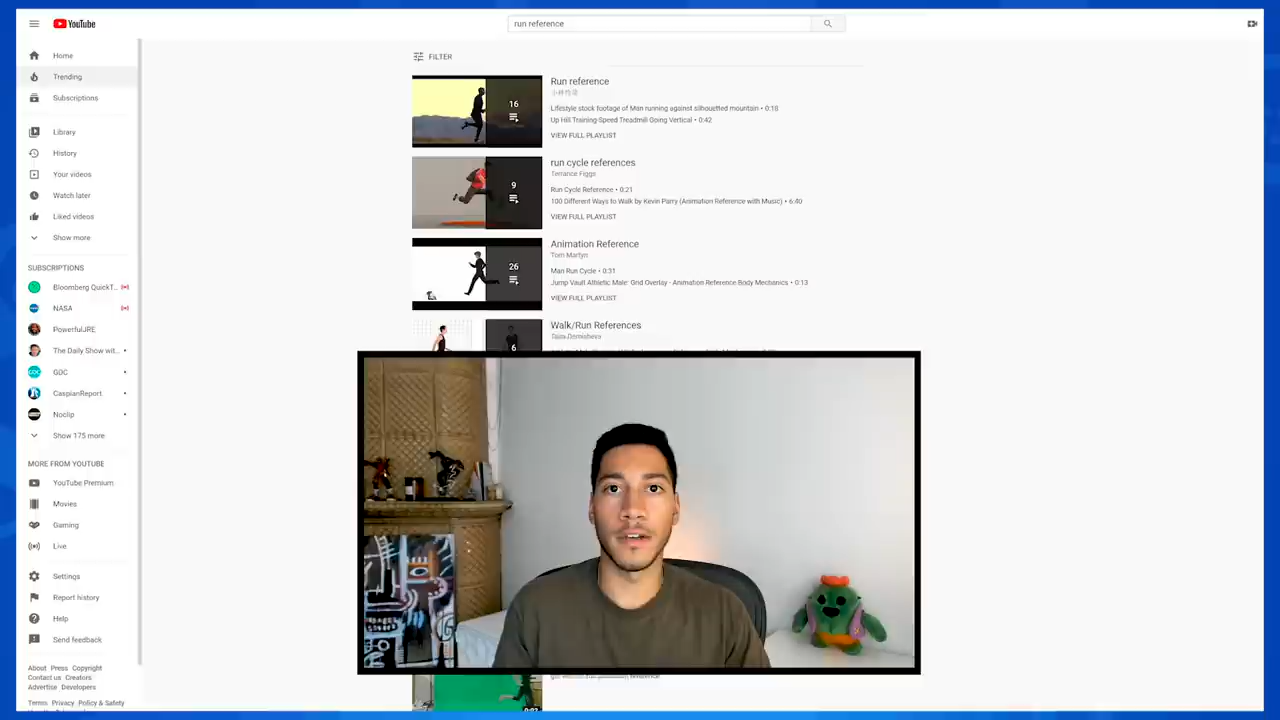 YouTube
run reference
Home
Trending
Subscriptions
Library
History
Your videos
Watch later
Liked videos
Show more
SUBSCRIPTIONS
Bloomberg QuickT...
NASA
PowerfulJRE
The Daily Show wit...
GDC
CaspianReport
Noclip
Show 175 more
MORE FROM YOUTUBE
YouTube Premium
Movies
Gaming
Live
Settings
Report history
Help
Send feedback
About Press Copyright
Contact us Creators
Advertise Developers
Terms Privacy Policy & Safety
FILTER
16
Run reference
Lifestyle stock footage of Man running against silhouetted mountain • 0:18
Up Hill Training-Speed Treadmill Going Vertical • 0:42
VIEW FULL PLAYLIST
9
run cycle references
Terrance Figgs
Run Cycle Reference • 0:21
100 Different Ways to Walk by Kevin Parry (Animation Reference with Music) • 6:40
VIEW FULL PLAYLIST
26
Animation Reference
Tom Martyn
Man Run Cycle • 0:31
Jump Vault Athletic Male: Grid Overlay - Animation Reference Body Mechanics • 0:13
VIEW FULL PLAYLIST
6
Walk/Run References